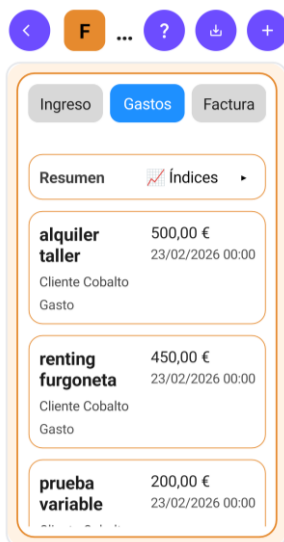 F ... ?
Ingreso Gastos Factura
Resumen 📈 Índices ▸
alquiler taller 500,00 €
23/02/2026 00:00
Cliente Cobalto
Gasto
renting furgoneta 450,00 €
23/02/2026 00:00
Cliente Cobalto
Gasto
prueba variable 200,00 €
23/02/2026 00:00